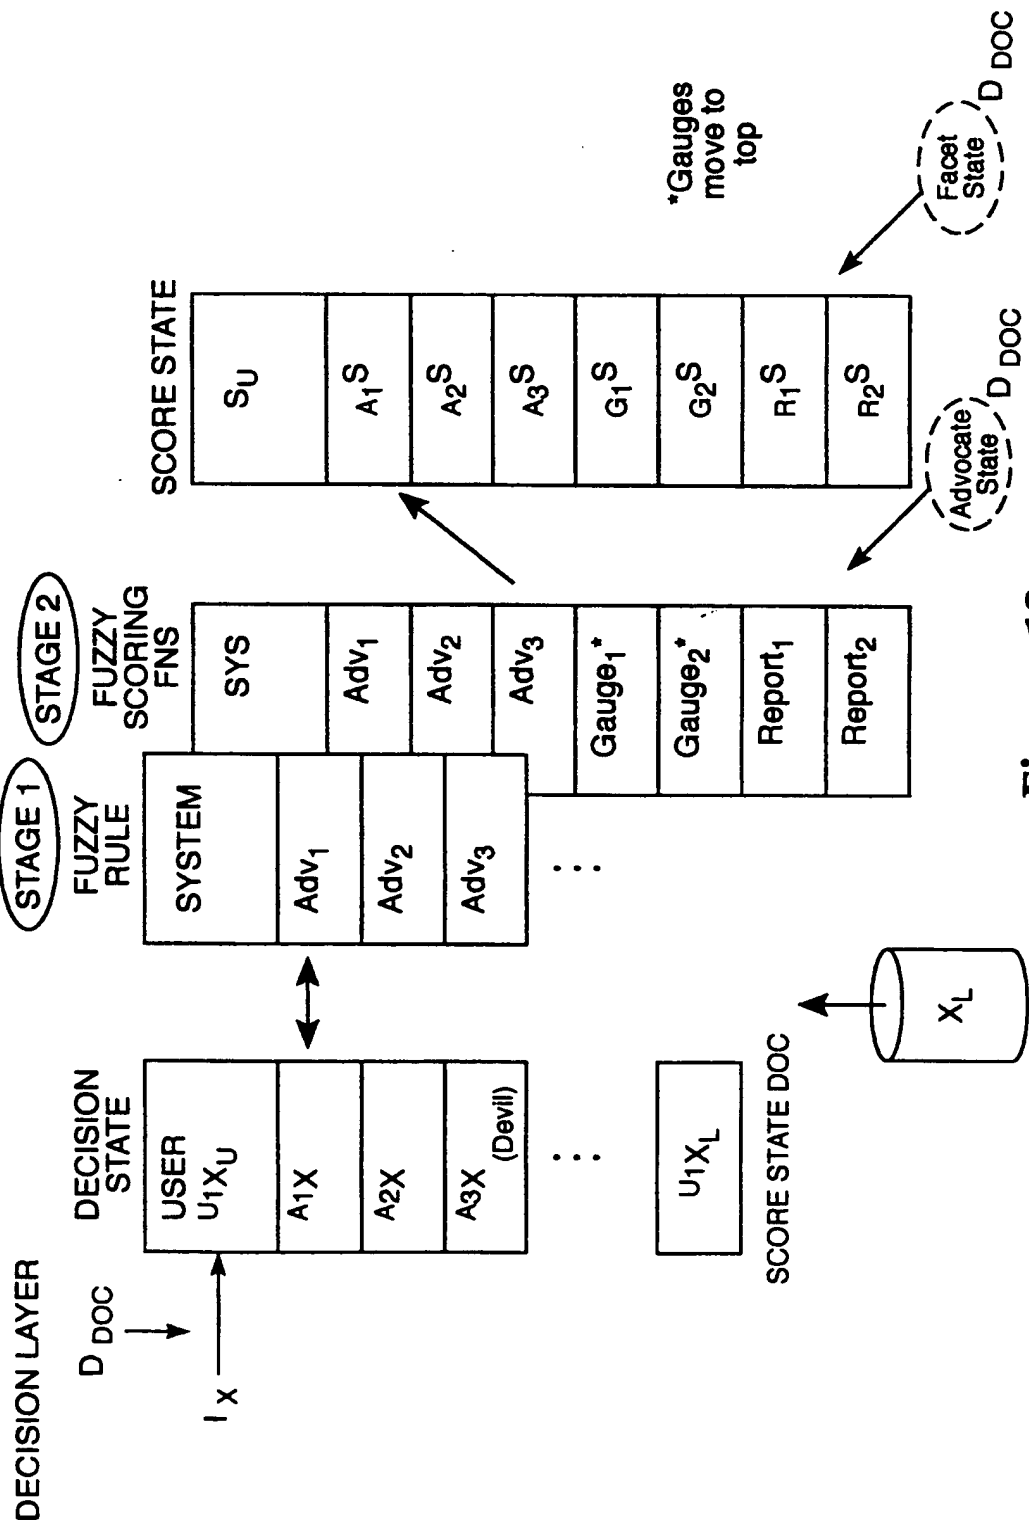 DECISION LAYER
D DOC
I X
DECISION
STATE
USER
U1XU
A1X
A2X
A3X
(Devil)
U1XL
SCORE STATE DOC
XL
STAGE 1
FUZZY
RULE
SYSTEM
Adv1
Adv2
Adv3
STAGE 2
FUZZY
SCORING
FNS
SYS
Adv1
Adv2
Adv3
Gauge1*
Gauge2*
Report1
Report2
Advocate
State
D DOC
SCORE STATE
SU
A1S
A2S
A3S
G1S
G2S
R1S
R2S
*Gauges
move to
top
Facet
State
D DOC